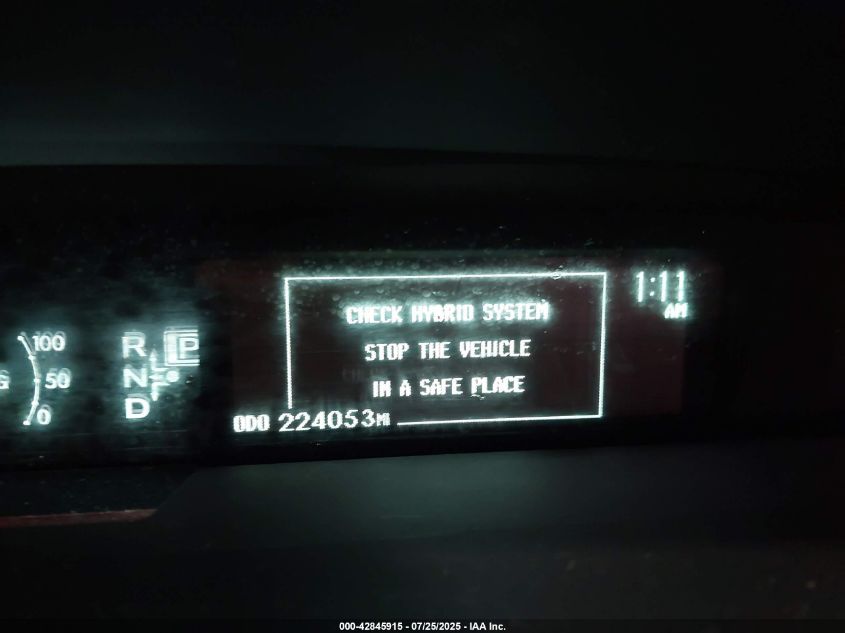 1:11
AM
CHECK HYBRID SYSTEM
STOP THE VEHICLE
IN A SAFE PLACE
100
50
0
R P
N
D
ODO 224053MI
000-42845915 - 07/25/2025 - IAA Inc.